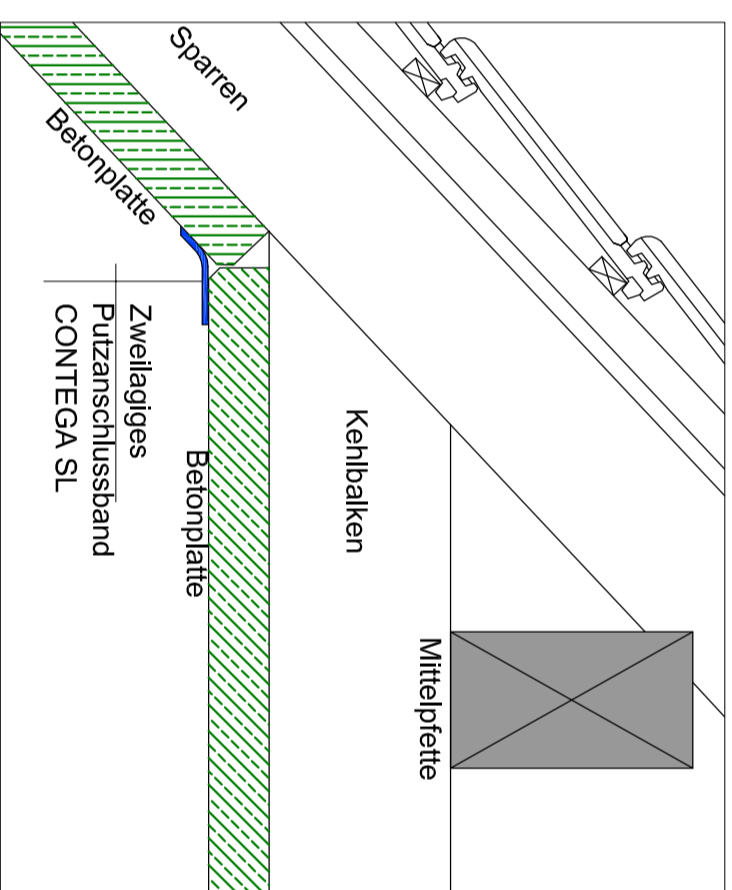 Sparren
Betonplatte
Zweilagiges
Putzanschlussband
CONTEGA SL
Betonplatte
Kehlbalken
Mittelpfette